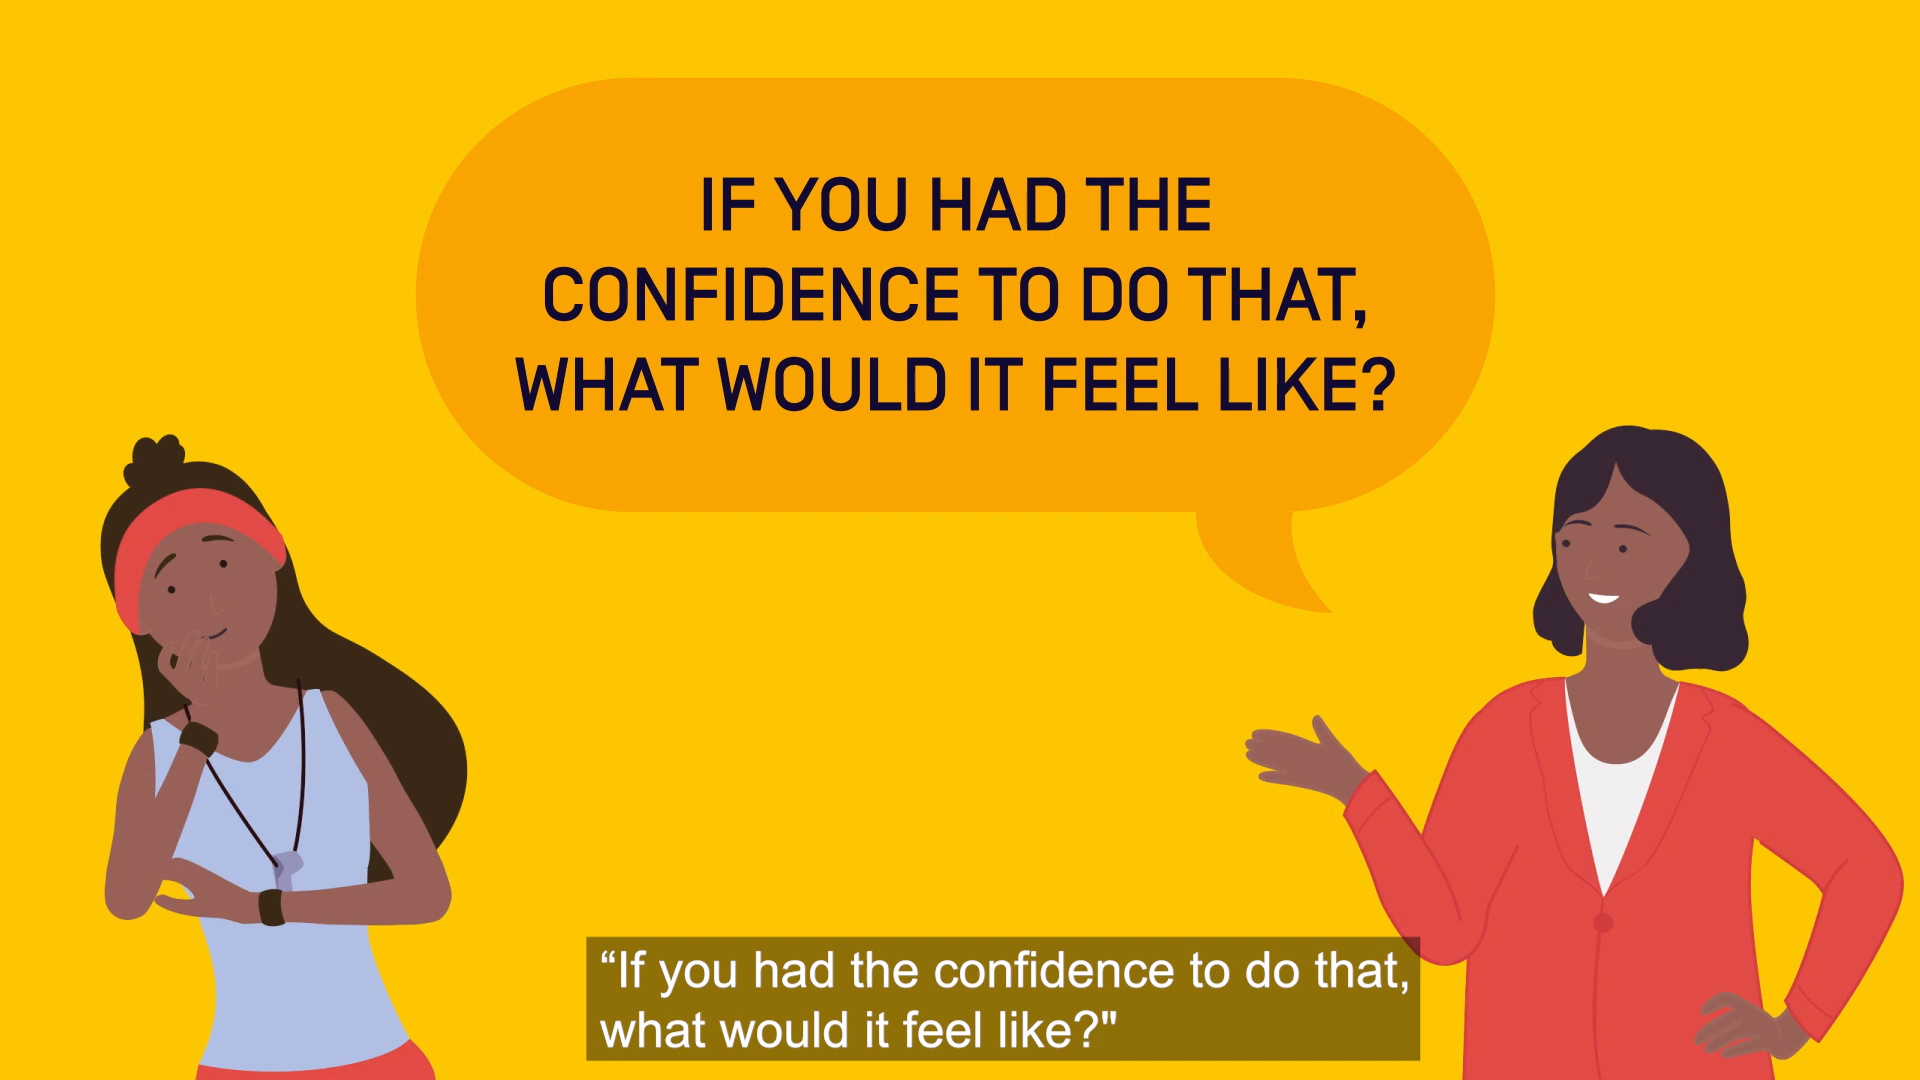 IF YOU HAD THE
CONFIDENCE TO DO THAT,
WHAT WOULD IT FEEL LIKE?
“If you had the confidence to do that,
what would it feel like?"